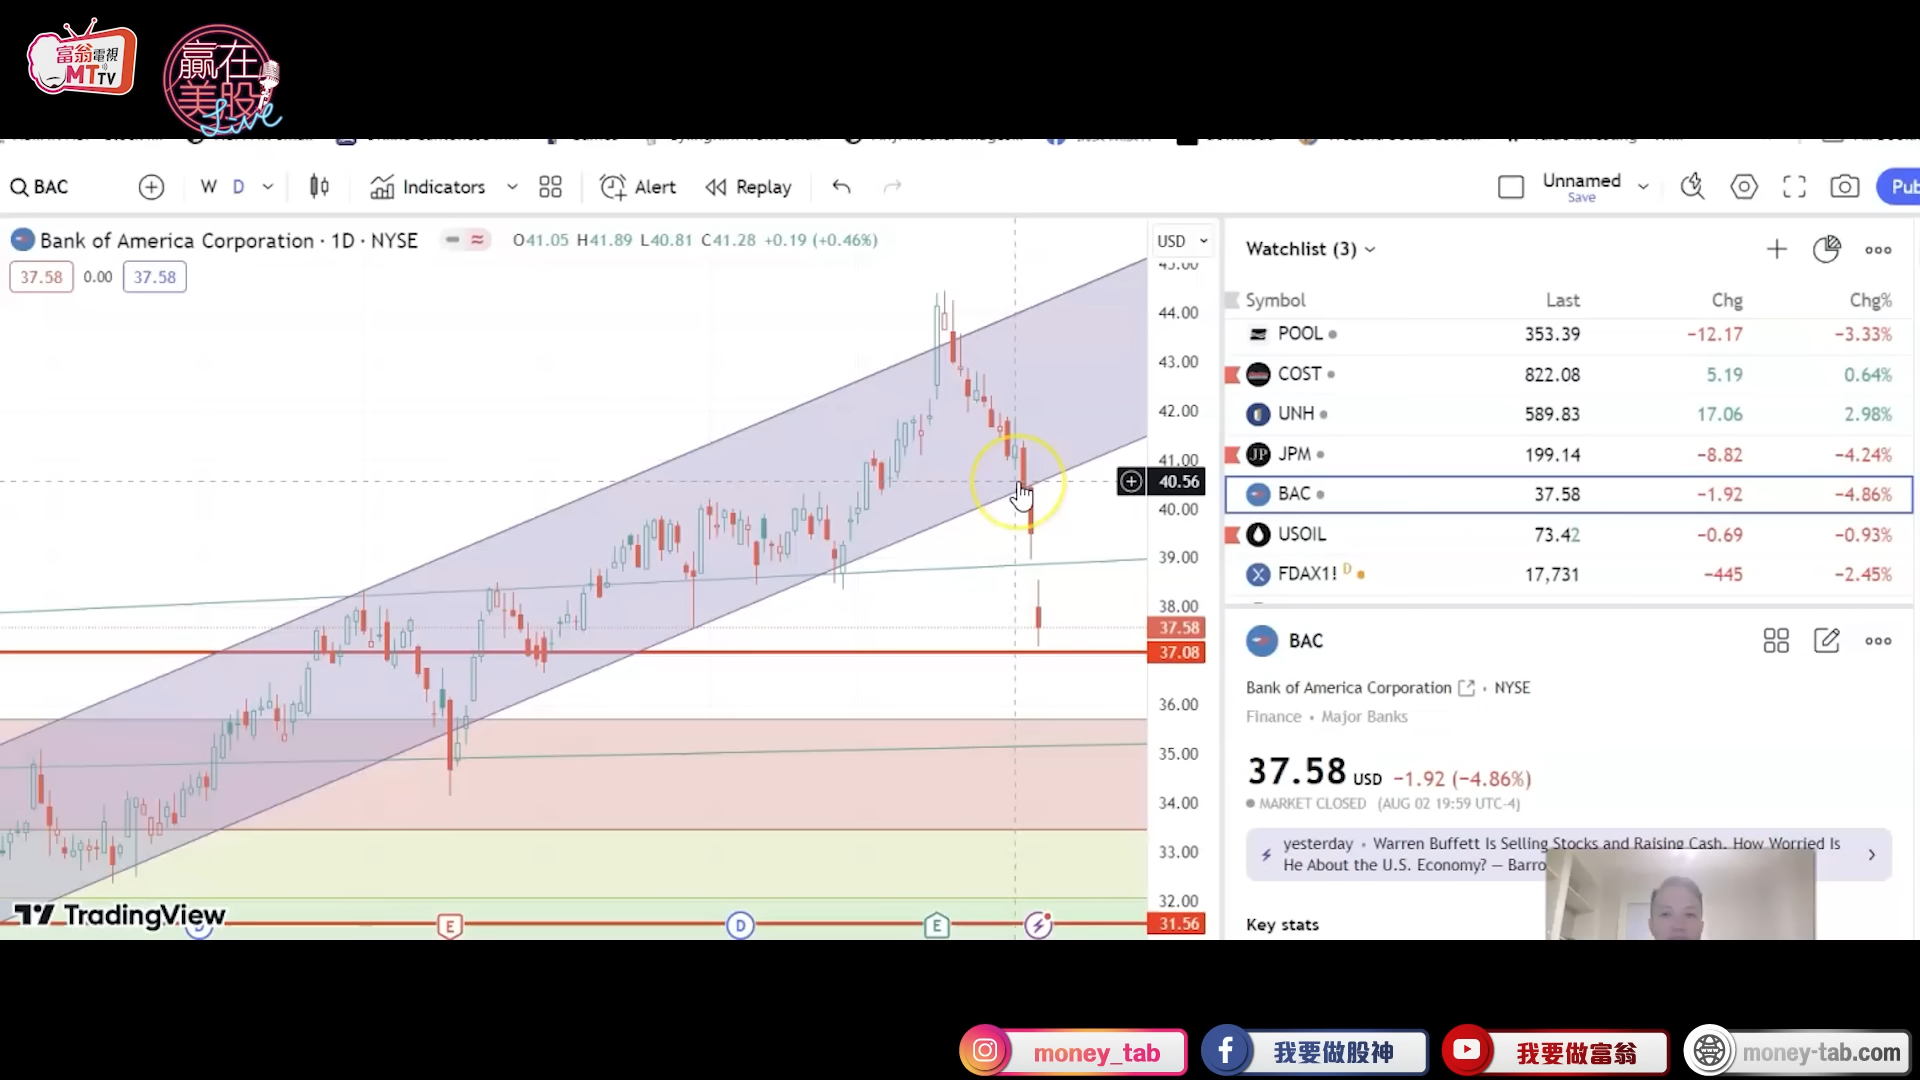 富翁電視
MTTV
贏在
美股
Live
BAC
W D
Indicators
Alert
Replay
Unnamed
Save
Pub
Bank of America Corporation · 1D · NYSE
O41.05 H41.89 L40.81 C41.28 +0.19 (+0.46%)
USD
37.58 0.00 37.58
45.00
44.00
43.00
42.00
41.00
40.56
40.00
39.00
38.00
37.58
37.08
36.00
35.00
34.00
33.00
32.00
31.56
TradingView
D
E
D
E
Watchlist (3)
Symbol Last Chg Chg%
POOL 353.39 −12.17 −3.33%
COST 822.08 5.19 0.64%
UNH 589.83 17.06 2.98%
JPM 199.14 −8.82 −4.24%
BAC 37.58 −1.92 −4.86%
USOIL 73.42 −0.69 −0.93%
FDAX1! D 17,731 −445 −2.45%
BAC
Bank of America Corporation · NYSE
Finance • Major Banks
37.58 USD −1.92 (−4.86%)
MARKET CLOSED (AUG 02 19:59 UTC-4)
yesterday • Warren Buffett Is Selling Stocks and Raising Cash. How Worried Is
He About the U.S. Economy? — Barro
Key stats
money_tab
我要做股神
我要做富翁
money-tab.com